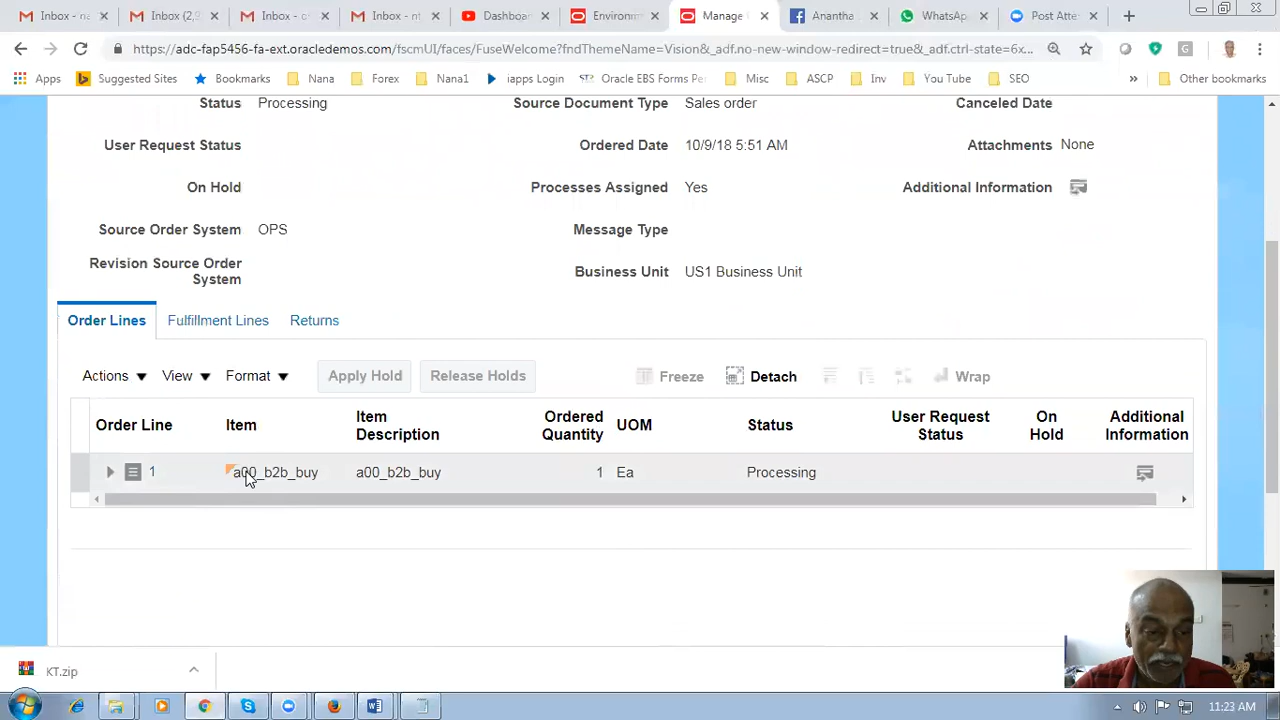 Inbox - na
Inbox (2,9
Inbox - o
Inbox - nt
Dashboa
Environm
Manage
Anantha
WhatsAp
Post Atte
https://adc-fap5456-fa-ext.oracledemos.com/fscmUI/faces/FuseWelcome?fndThemeName=Vision&_adf.no-new-window-redirect=true&_adf.ctrl-state=6x...
Apps
Suggested Sites
Bookmarks
Nana
Forex
Nana1
iapps Login
Oracle EBS Forms Pe
Misc
ASCP
Inv
You Tube
SEO
»
Other bookmarks
Status Processing
Source Document Type Sales order
Canceled Date
User Request Status
Ordered Date 10/9/18 5:51 AM
Attachments None
On Hold
Processes Assigned Yes
Additional Information
Source Order System OPS
Message Type
Revision Source Order
System
Business Unit US1 Business Unit
Order Lines Fulfillment Lines Returns
Actions View Format Apply Hold Release Holds Freeze Detach Wrap
Order Line
Item
Item
Description
Ordered
Quantity
UOM
Status
User Request
Status
On
Hold
Additional
Information
1 a00_b2b_buy a00_b2b_buy 1 Ea Processing
KT.zip
11:23 AM